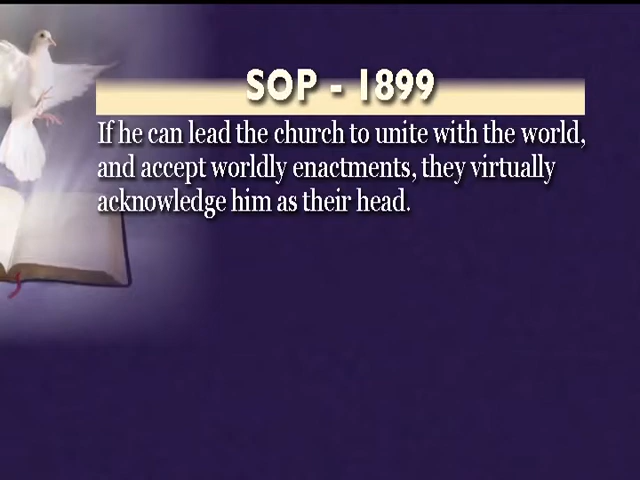 SOP - 1899
If he can lead the church to unite with the world,
and accept worldly enactments, they virtually
acknowledge him as their head.